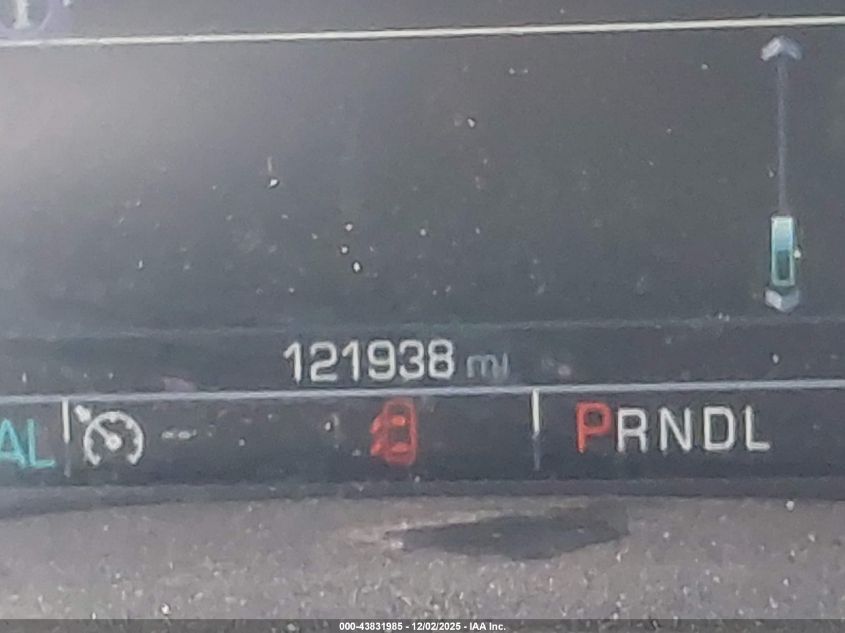 121938 mi
AL -- PRNDL
000-43831985 - 12/02/2025 - IAA Inc.